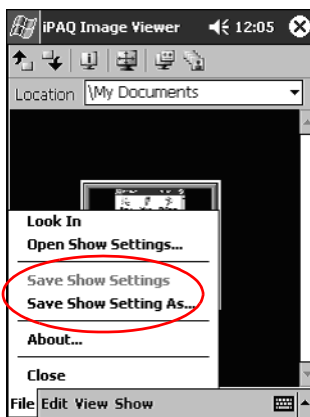 iPAQ Image Viewer 12:05
Location \My Documents
Look In
Open Show Settings...
Save Show Settings
Save Show Setting As...
About...
Close
File Edit View Show